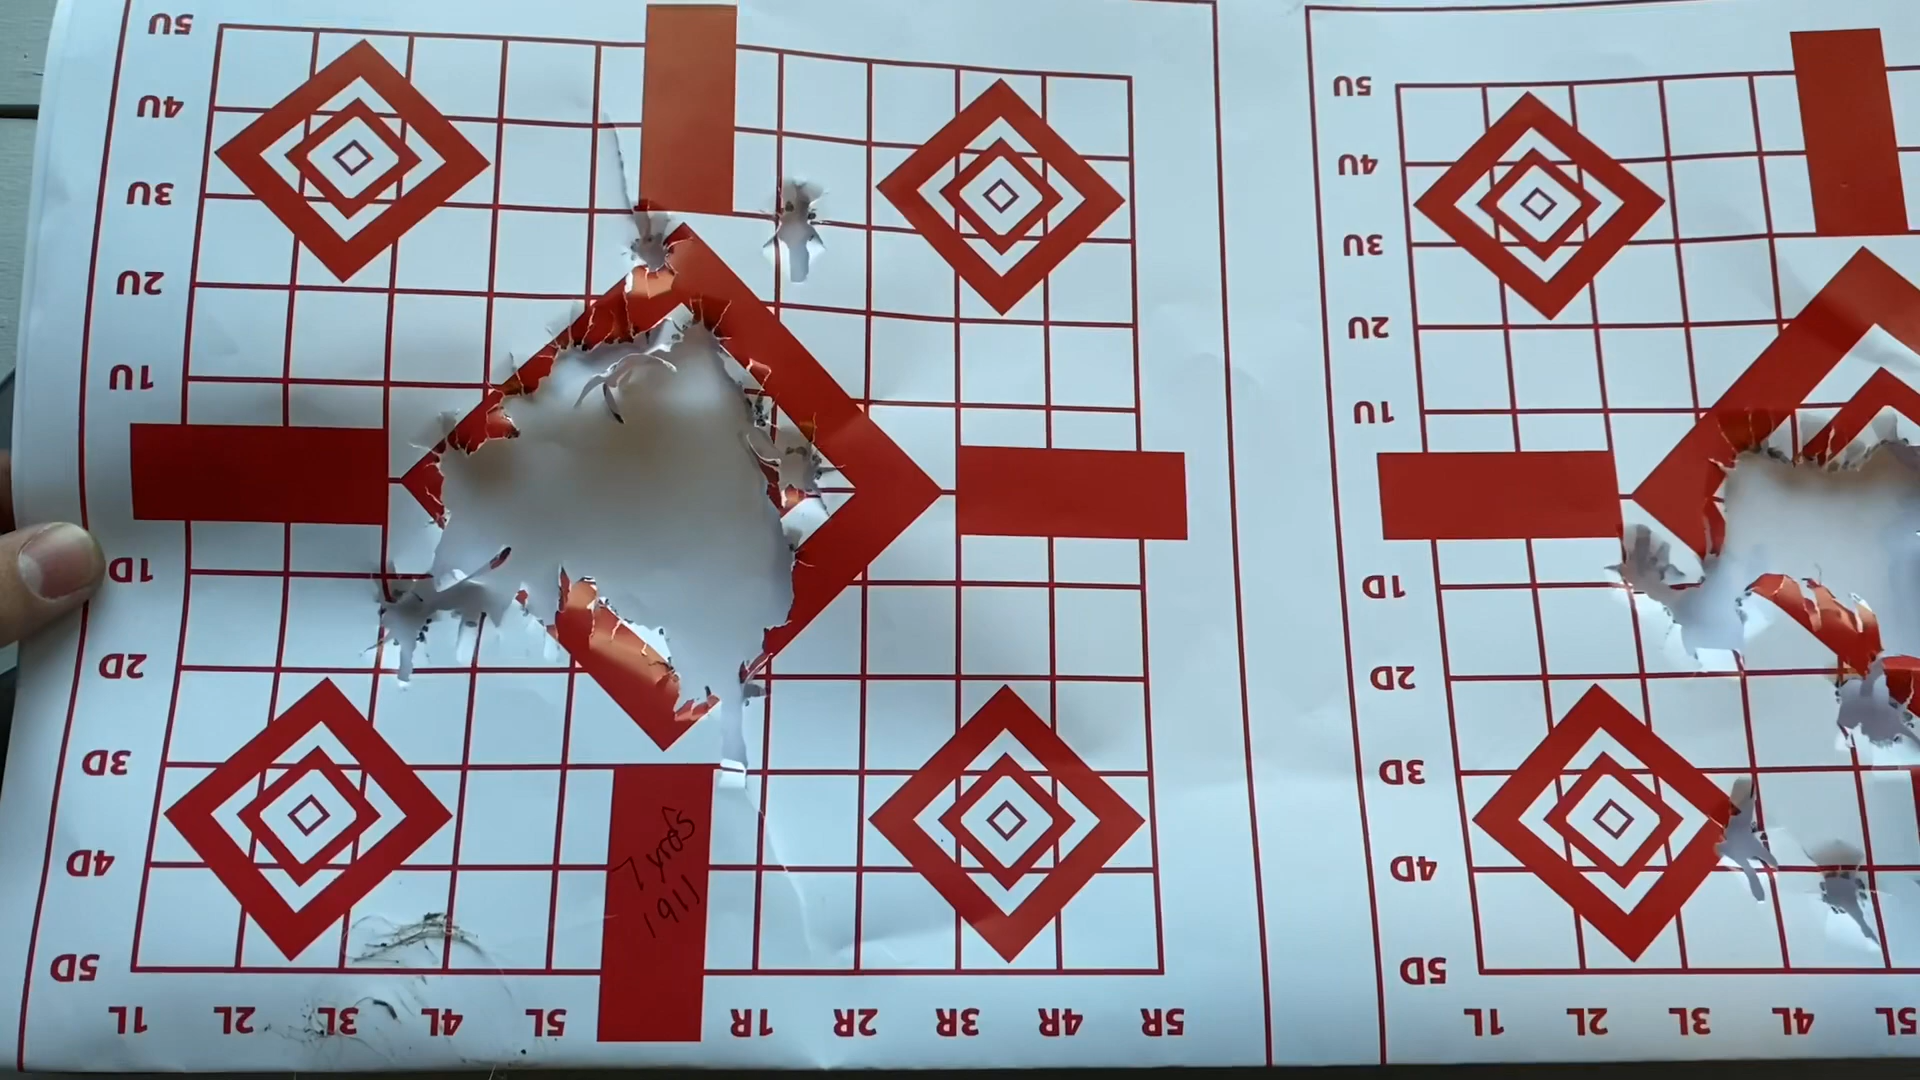 5U
4U
3U
2U
1U
1D
2D
3D
4D
5D
1L 2L 3L 4L 5L 1R 2R 3R 4R 5R
7 yrds
1911
5U
4U
3U
2U
1U
1D
2D
3D
4D
5D
1L 2L 3L 4L 5L